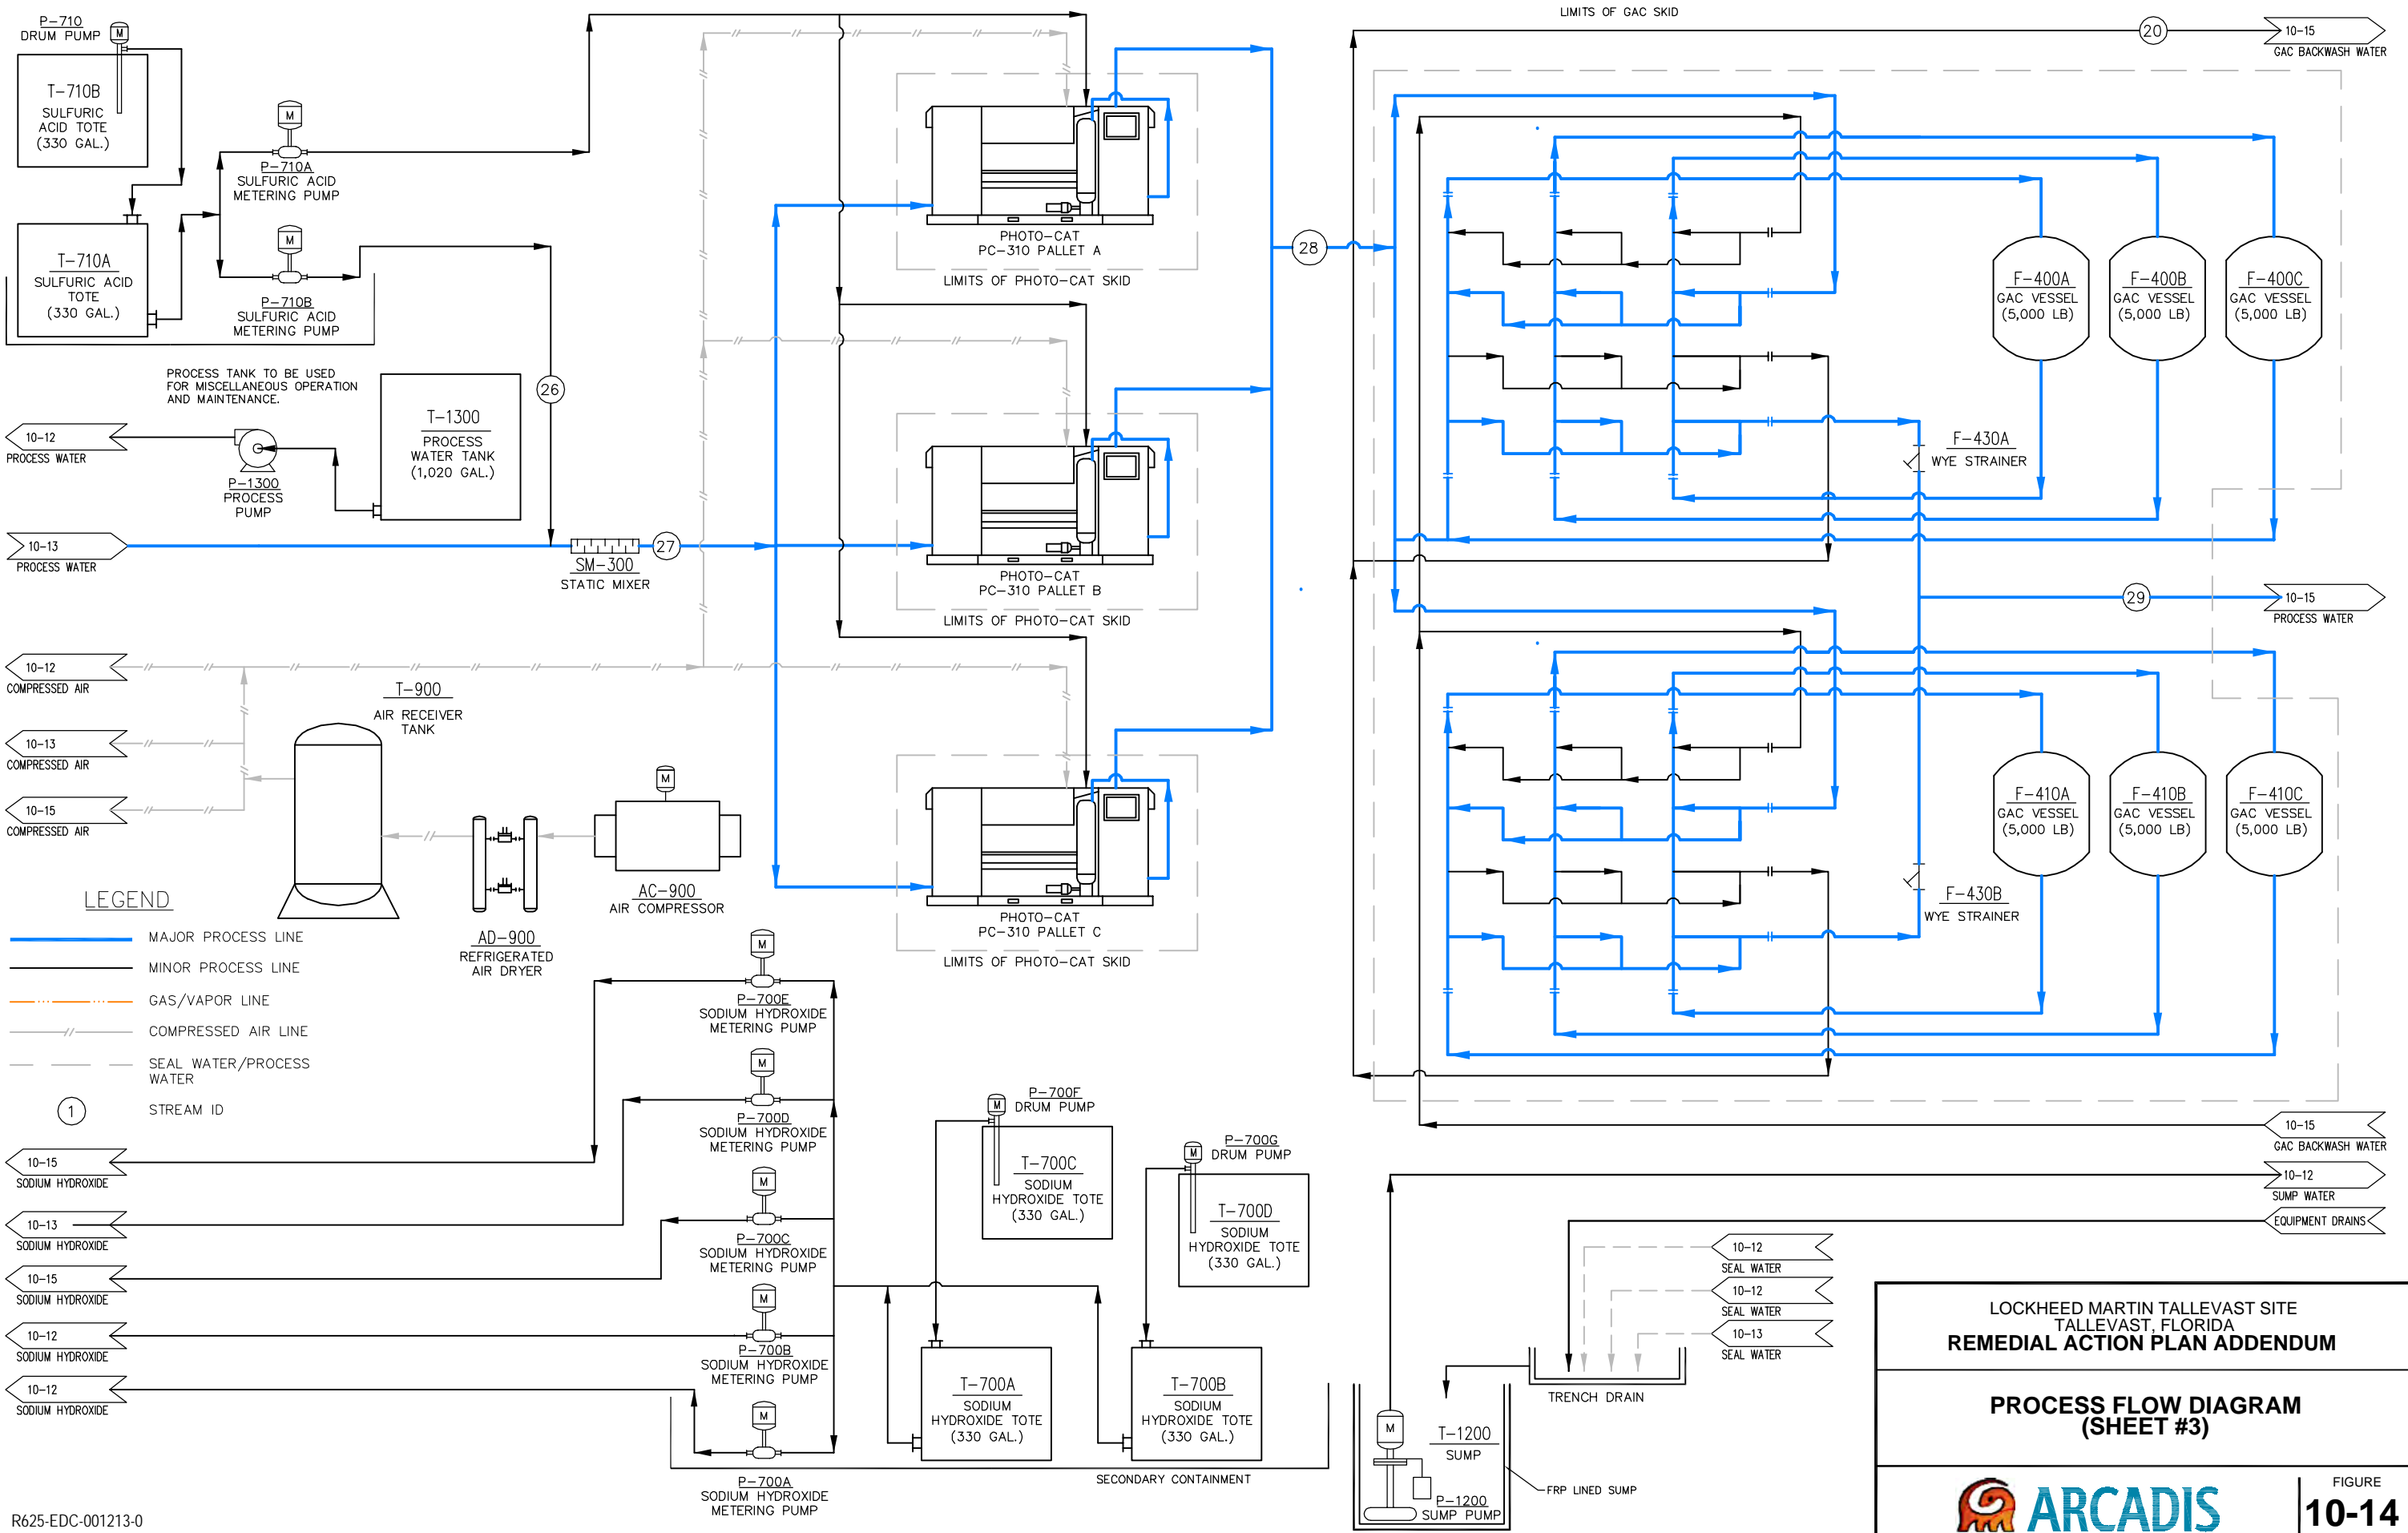 P-710
DRUM PUMP
M
T-710B
SULFURIC
ACID TOTE
(330 GAL.)
M
P-710A
SULFURIC ACID
METERING PUMP
T-710A
SULFURIC ACID
TOTE
(330 GAL.)
M
P-710B
SULFURIC ACID
METERING PUMP
PROCESS TANK TO BE USED
FOR MISCELLANEOUS OPERATION
AND MAINTENANCE.
T-1300
PROCESS
WATER TANK
(1,020 GAL.)
26
10-12
PROCESS WATER
P-1300
PROCESS
PUMP
10-13
PROCESS WATER
SM-300
STATIC MIXER
27
10-12
COMPRESSED AIR
10-13
COMPRESSED AIR
10-15
COMPRESSED AIR
T-900
AIR RECEIVER
TANK
M
AC-900
AIR COMPRESSOR
AD-900
REFRIGERATED
AIR DRYER
LEGEND
MAJOR PROCESS LINE
MINOR PROCESS LINE
GAS/VAPOR LINE
COMPRESSED AIR LINE
SEAL WATER/PROCESS
WATER
1
STREAM ID
10-15
SODIUM HYDROXIDE
10-13
SODIUM HYDROXIDE
10-15
SODIUM HYDROXIDE
10-12
SODIUM HYDROXIDE
10-12
SODIUM HYDROXIDE
M
P-700E
SODIUM HYDROXIDE
METERING PUMP
M
P-700D
SODIUM HYDROXIDE
METERING PUMP
M
P-700C
SODIUM HYDROXIDE
METERING PUMP
M
P-700B
SODIUM HYDROXIDE
METERING PUMP
M
P-700A
SODIUM HYDROXIDE
METERING PUMP
PHOTO-CAT
PC-310 PALLET A
LIMITS OF PHOTO-CAT SKID
PHOTO-CAT
PC-310 PALLET B
LIMITS OF PHOTO-CAT SKID
PHOTO-CAT
PC-310 PALLET C
LIMITS OF PHOTO-CAT SKID
28
P-700F
DRUM PUMP
M
T-700C
SODIUM
HYDROXIDE TOTE
(330 GAL.)
P-700G
DRUM PUMP
M
T-700D
SODIUM
HYDROXIDE TOTE
(330 GAL.)
T-700A
SODIUM
HYDROXIDE TOTE
(330 GAL.)
T-700B
SODIUM
HYDROXIDE TOTE
(330 GAL.)
SECONDARY CONTAINMENT
LIMITS OF GAC SKID
20
10-15
GAC BACKWASH WATER
F-400A
GAC VESSEL
(5,000 LB)
F-400B
GAC VESSEL
(5,000 LB)
F-400C
GAC VESSEL
(5,000 LB)
F-430A
WYE STRAINER
29
10-15
PROCESS WATER
F-410A
GAC VESSEL
(5,000 LB)
F-410B
GAC VESSEL
(5,000 LB)
F-410C
GAC VESSEL
(5,000 LB)
F-430B
WYE STRAINER
10-15
GAC BACKWASH WATER
10-12
SUMP WATER
EQUIPMENT DRAINS
10-12
SEAL WATER
10-12
SEAL WATER
10-13
SEAL WATER
TRENCH DRAIN
M
T-1200
SUMP
P-1200
SUMP PUMP
FRP LINED SUMP
LOCKHEED MARTIN TALLEVAST SITE
TALLEVAST, FLORIDA
REMEDIAL ACTION PLAN ADDENDUM
PROCESS FLOW DIAGRAM
(SHEET #3)
ARCADIS
FIGURE
10-14
R625-EDC-001213-0